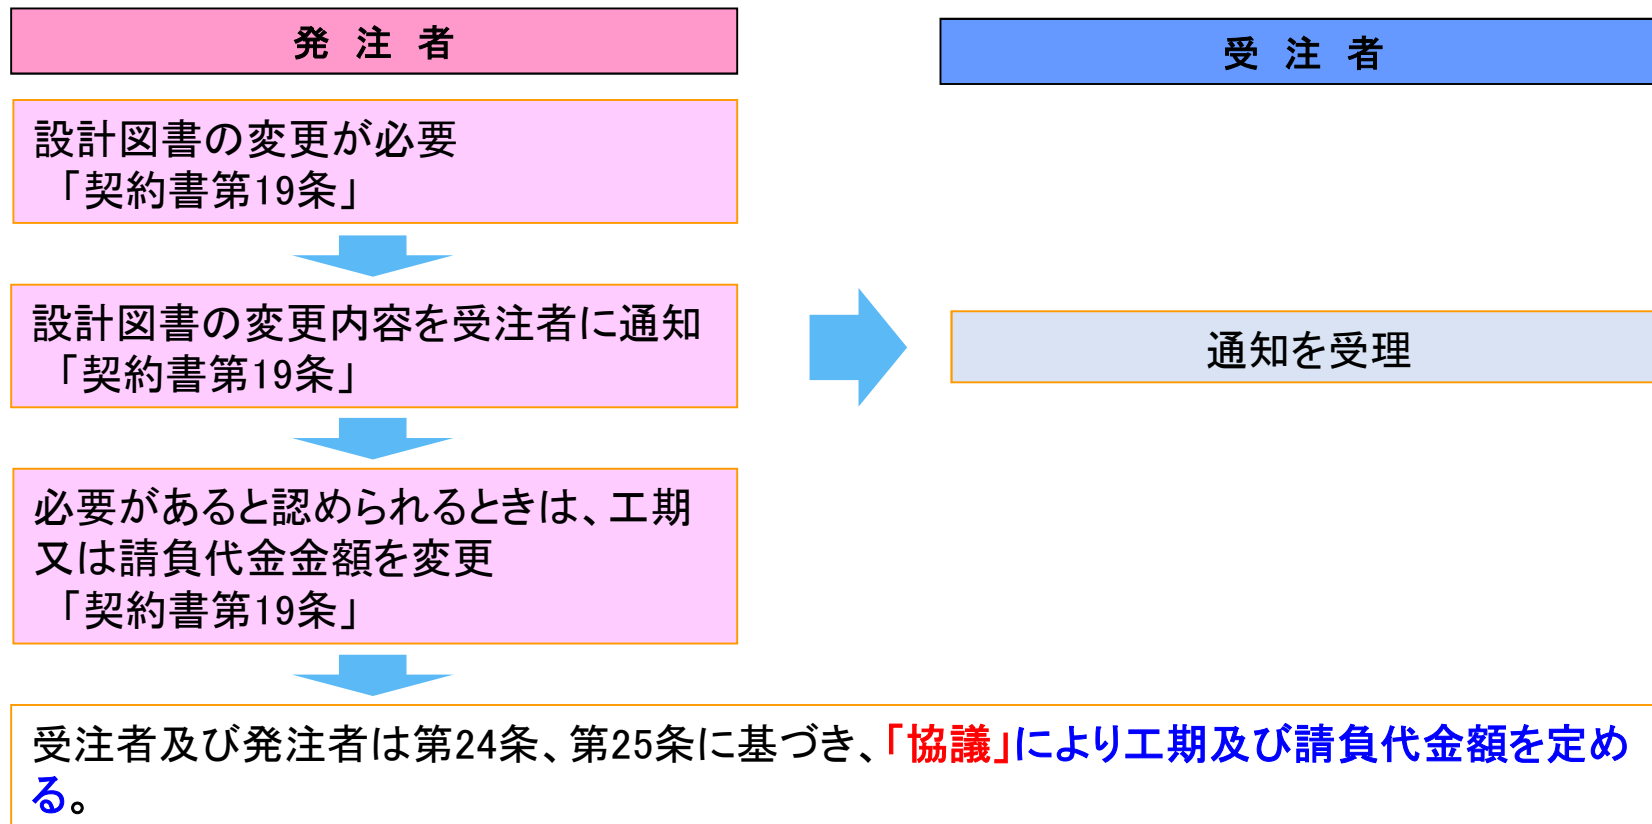 発 注 者
受 注 者
設計図書の変更が必要
「契約書第19条」
設計図書の変更内容を受注者に通知
「契約書第19条」
通知を受理
必要があると認められるときは、工期
又は請負代金金額を変更
「契約書第19条」
受注者及び発注者は第24条、第25条に基づき、「協議」により工期及び請負代金額を定め
る。